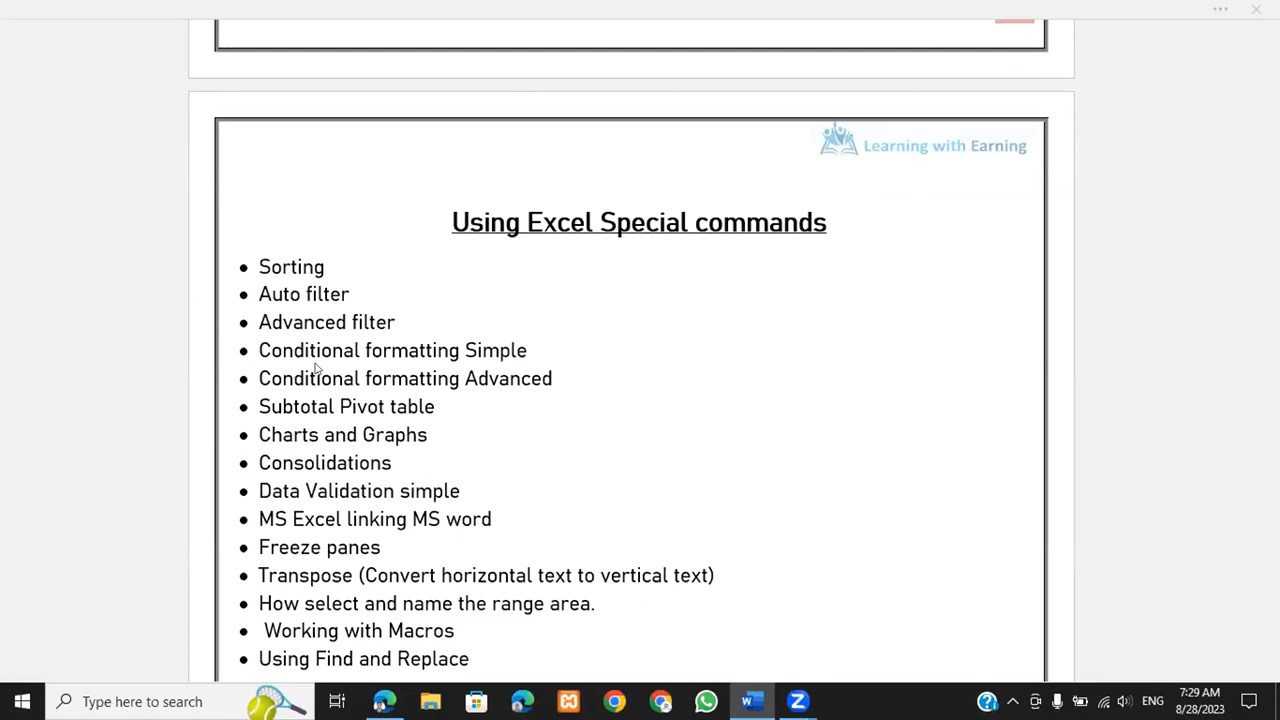 Learning with Earning
Using Excel Special commands
• Sorting
• Auto filter
• Advanced filter
• Conditional formatting Simple
• Conditional formatting Advanced
• Subtotal Pivot table
• Charts and Graphs
• Consolidations
• Data Validation simple
• MS Excel linking MS word
• Freeze panes
• Transpose (Convert horizontal text to vertical text)
• How select and name the range area.
• Working with Macros
• Using Find and Replace
Type here to search
ENG
7:29 AM
8/28/2023